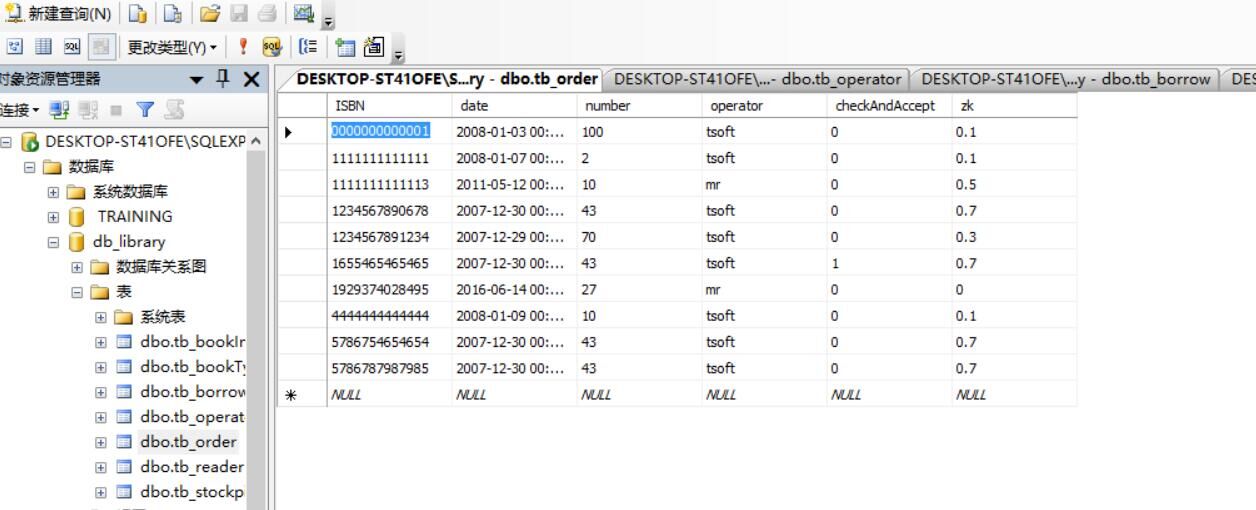 新建查询(N)
更改类型(Y)
对象资源管理器
连接
DESKTOP-ST41OFE\SQLEXP
数据库
系统数据库
TRAINING
db_library
数据库关系图
表
系统表
dbo.tb_bookIn
dbo.tb_bookTy
dbo.tb_borrow
dbo.tb_operat
dbo.tb_order
dbo.tb_reader
dbo.tb_stockp
DESKTOP-ST41OFE\S...ry - dbo.tb_order DESKTOP-ST41OFE\...- dbo.tb_operator DESKTOP-ST41OFE\...y - dbo.tb_borrow DES
ISBN date number operator checkAndAccept zk
0000000000001 2008-01-03 00:... 100 tsoft 0 0.1
1111111111111 2008-01-07 00:... 2 tsoft 0 0.1
1111111111113 2011-05-12 00:... 10 mr 0 0.5
1234567890678 2007-12-30 00:... 43 tsoft 0 0.7
1234567891234 2007-12-29 00:... 70 tsoft 0 0.3
1655465465465 2007-12-30 00:... 43 tsoft 1 0.7
1929374028495 2016-06-14 00:... 27 mr 0 0
4444444444444 2008-01-09 00:... 10 tsoft 0 0.1
5786754654654 2007-12-30 00:... 43 tsoft 0 0.7
5786787987985 2007-12-30 00:... 43 tsoft 0 0.7
NULL NULL NULL NULL NULL NULL